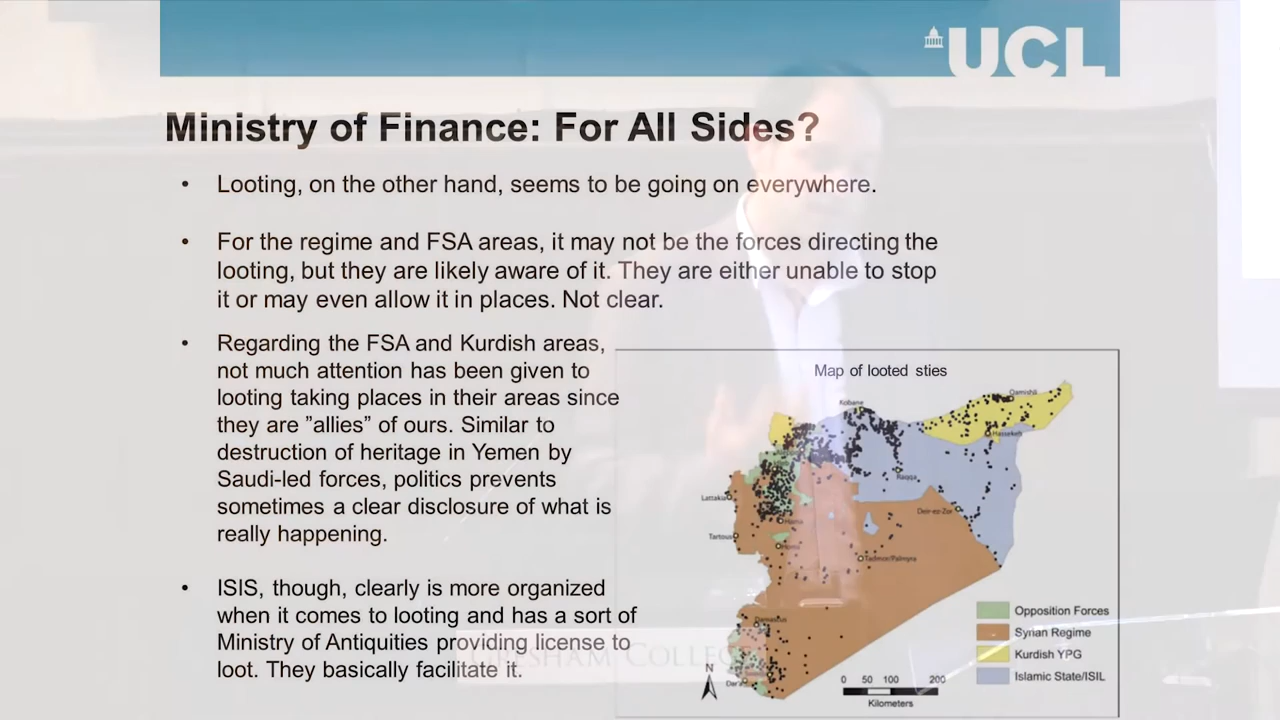 UCL
Ministry of Finance: For All Sides?
• Looting, on the other hand, seems to be going on everywhere.
• For the regime and FSA areas, it may not be the forces directing the
looting, but they are likely aware of it. They are either unable to stop
it or may even allow it in places. Not clear.
• Regarding the FSA and Kurdish areas,
not much attention has been given to
looting taking places in their areas since
they are ”allies” of ours. Similar to
destruction of heritage in Yemen by
Saudi-led forces, politics prevents
sometimes a clear disclosure of what is
really happening.
• ISIS, though, clearly is more organized
when it comes to looting and has a sort of
Ministry of Antiquities providing license to
loot. They basically facilitate it.
Map of looted sties
Qamishli
Kobane
Hassekeh
Raqqa
Lattakia
Deir-ez-Zor
Hama
Tartous
Homs
Tadmor/Palmyra
Damascus
Opposition Forces
Syrian Regime
Kurdish YPG
Islamic State/ISIL
N
0 50 100 200
Kilometers
GRESHAM COLLEGE